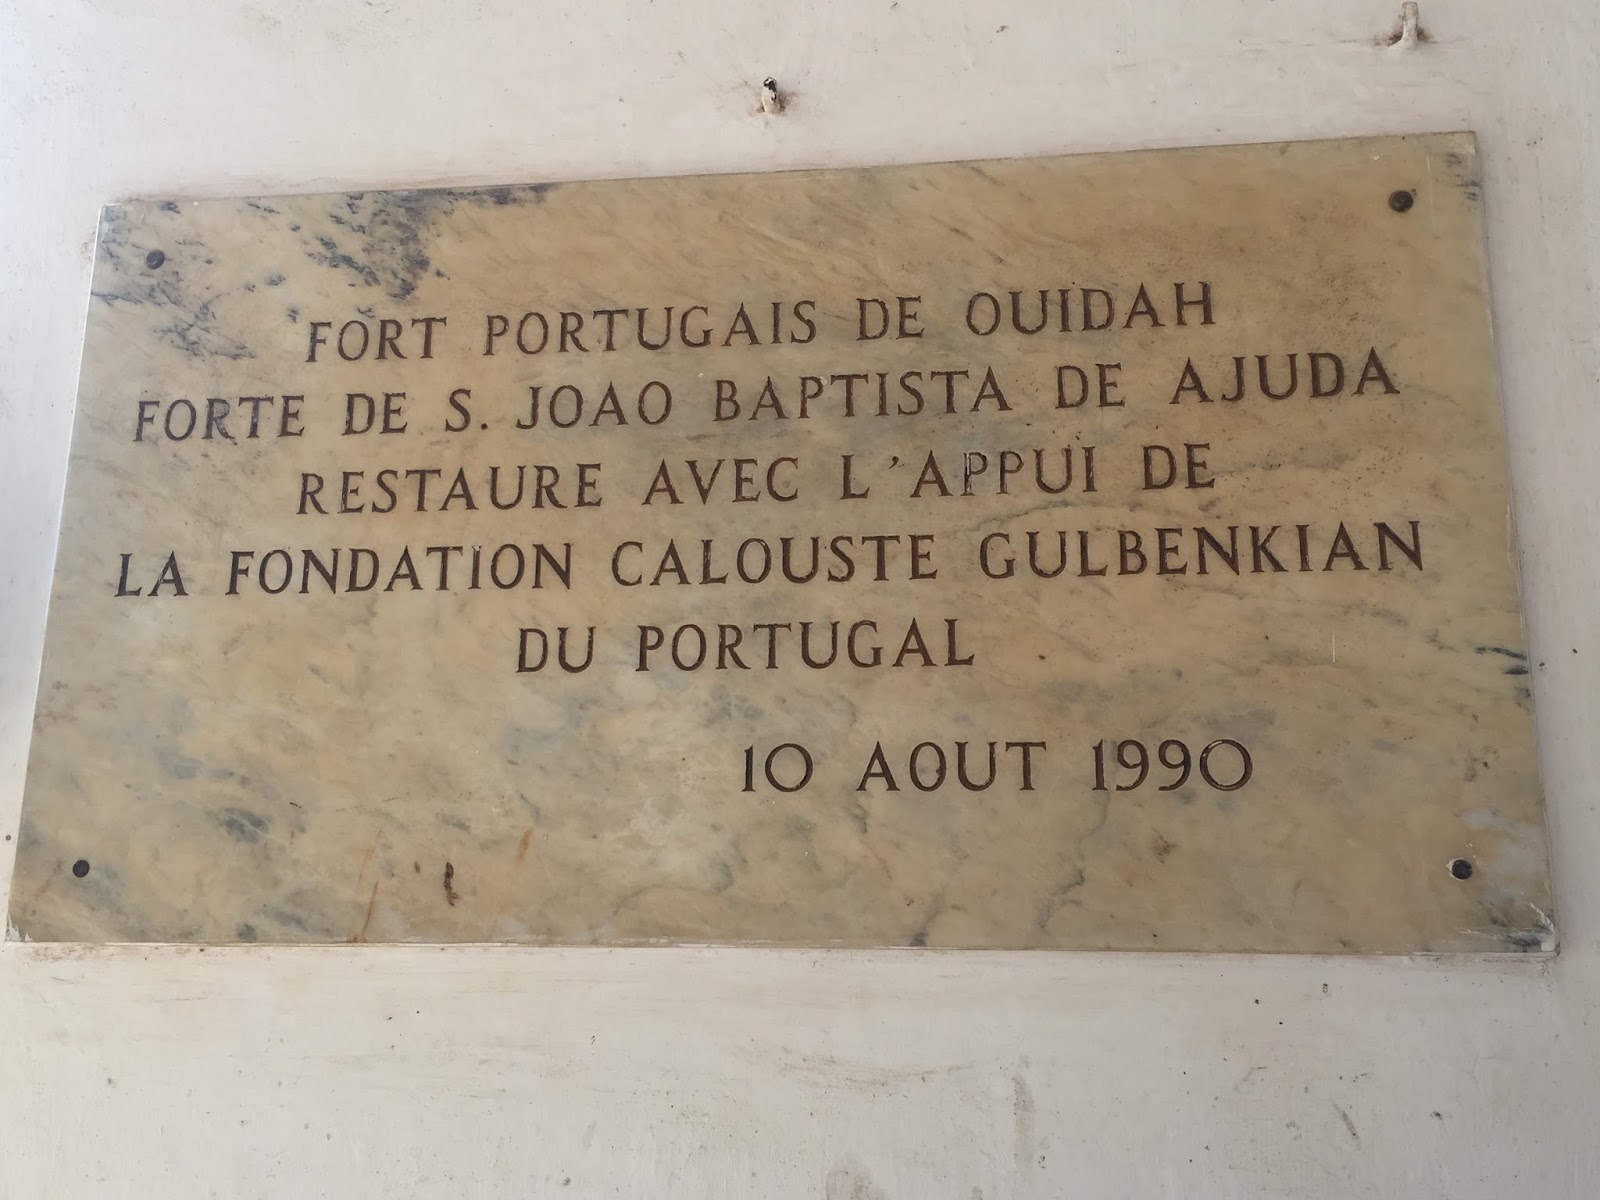 FORT PORTUGAIS DE OUIDAH
FORTE DE S. JOAO BAPTISTA DE AJUDA
RESTAURE AVEC L'APPUI DE
LA FONDATION CALOUSTE GULBENKIAN
DU PORTUGAL
10 AOUT 1990